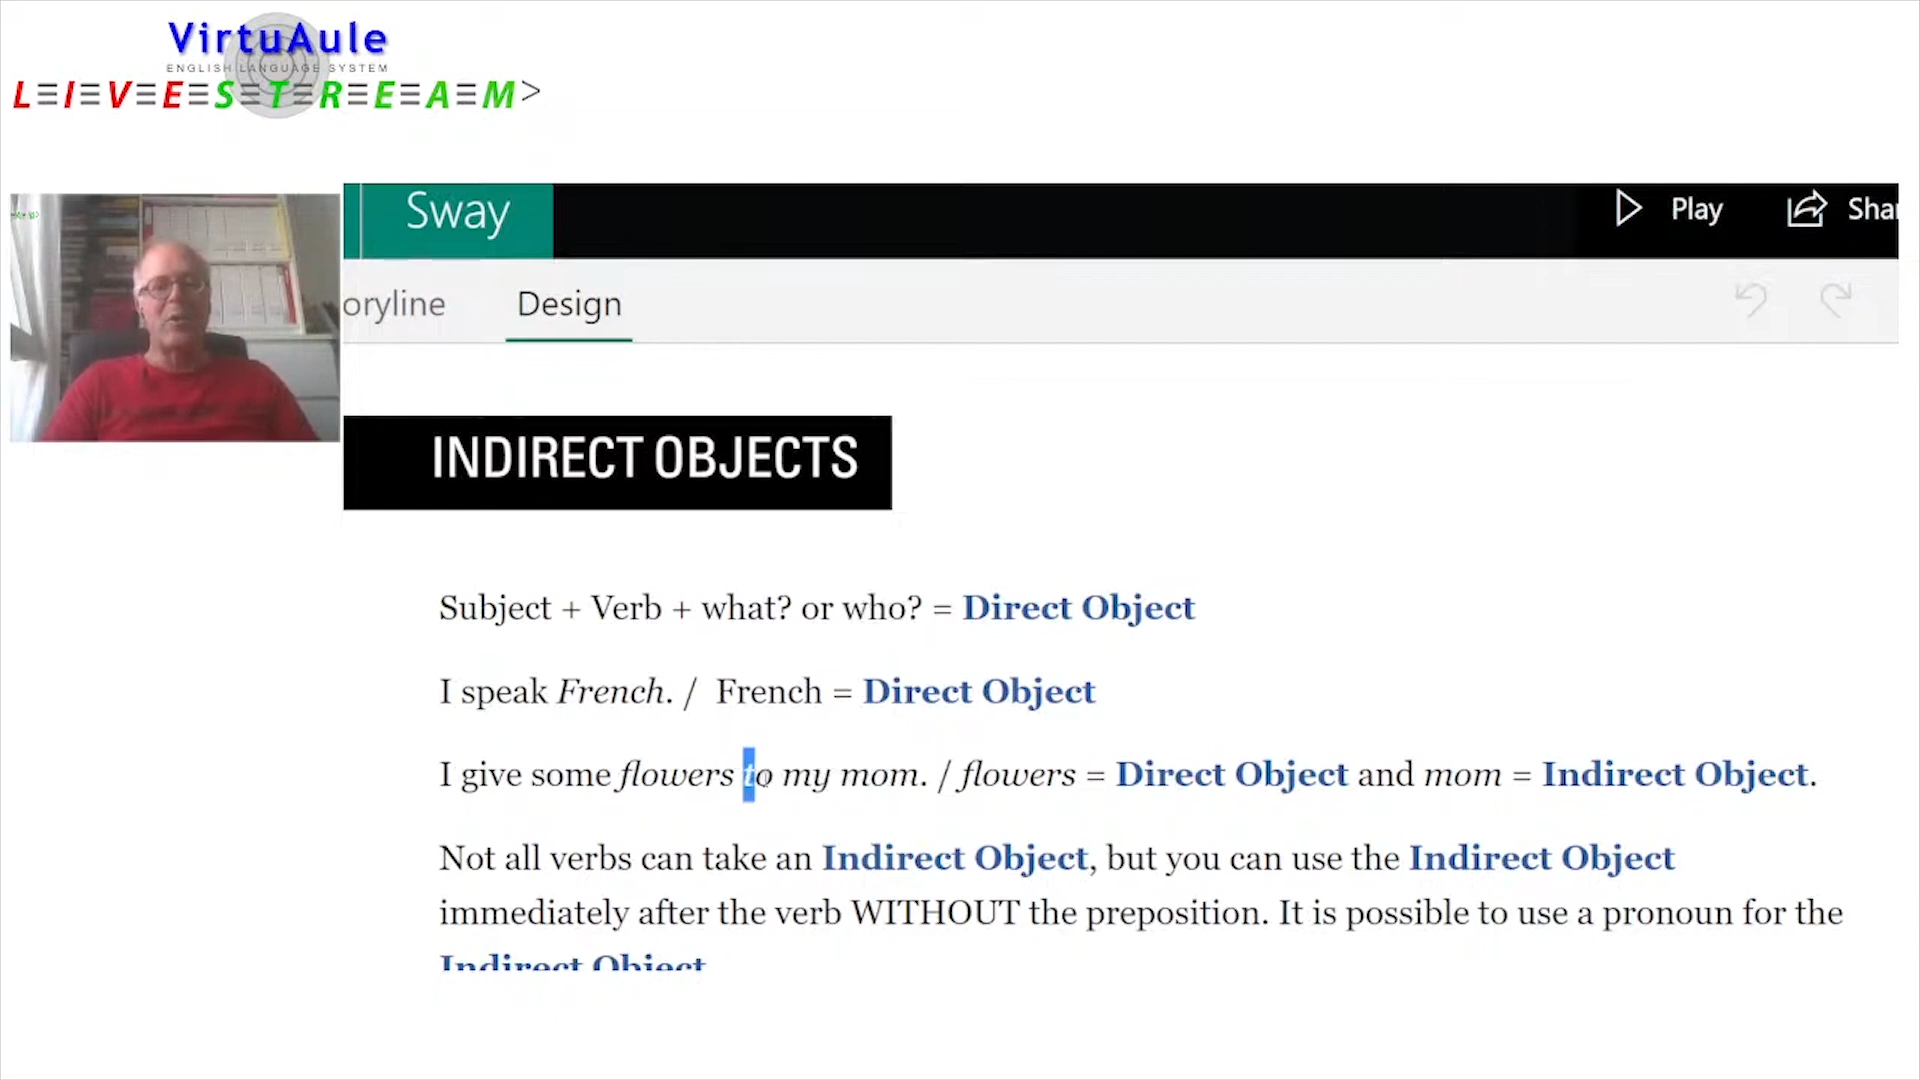 VirtuAule
ENGLISH LANGUAGE SYSTEM
L≡I≡V≡E≡S≡T≡R≡E≡A≡M>
Sway
Play
Shar
oryline
Design
INDIRECT OBJECTS
Subject + Verb + what? or who? = Direct Object
I speak French. / French = Direct Object
I give some flowers to my mom. / flowers = Direct Object and mom = Indirect Object.
Not all verbs can take an Indirect Object, but you can use the Indirect Object
immediately after the verb WITHOUT the preposition. It is possible to use a pronoun for the
Indirect Object